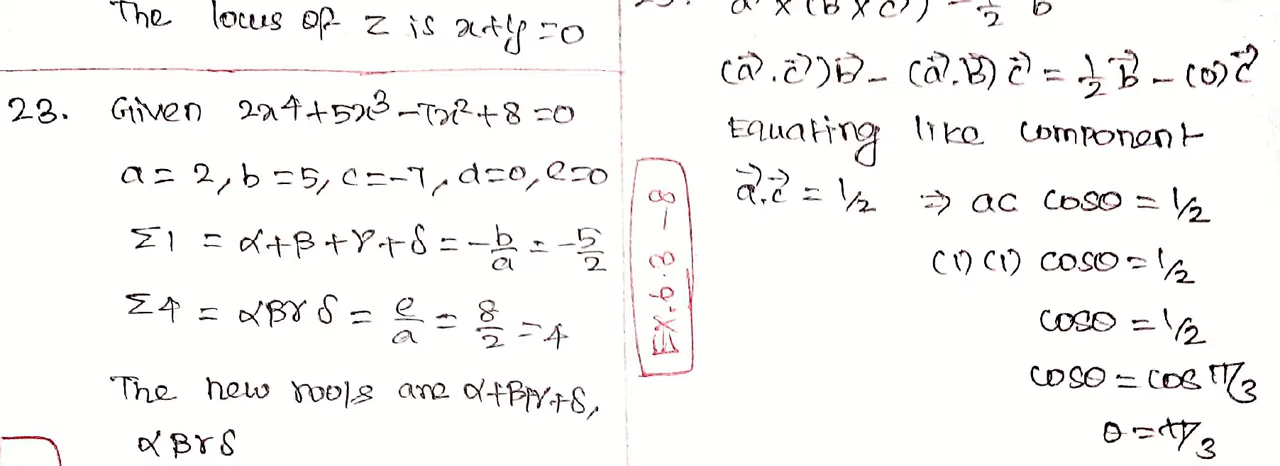 The locus of z is x+y=0
23. Given 2x4+5x³-7x²+8=0
a=2, b=5, c=-7, d=0, e=0
Σ1 = α+β+γ+δ = -b/a = -5/2
Σ4 = αβγδ = e/a = 8/2 = 4
The new roots are α+β+γ+δ,
αβγδ
Ex-6.3-8
(a⃗.c⃗)b⃗ - (a⃗.b⃗)c⃗ = 1/2 b⃗ - (0)c⃗
Equating like component
a⃗.c⃗ = 1/2 ⇒ ac cosθ = 1/2
(1)(1) cosθ = 1/2
cosθ = 1/2
cosθ = cos π/3
θ = π/3